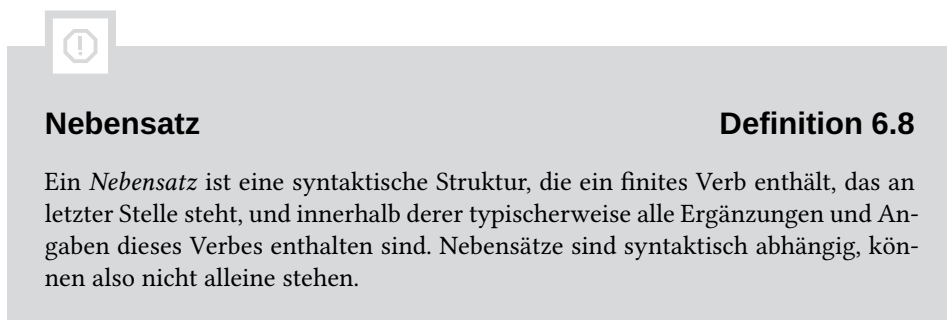 Nebensatz Definition 6.8
Ein Nebensatz ist eine syntaktische Struktur, die ein finites Verb enthält, das an
letzter Stelle steht, und innerhalb derer typischerweise alle Ergänzungen und An-
gaben dieses Verbes enthalten sind. Nebensätze sind syntaktisch abhängig, kön-
nen also nicht alleine stehen.